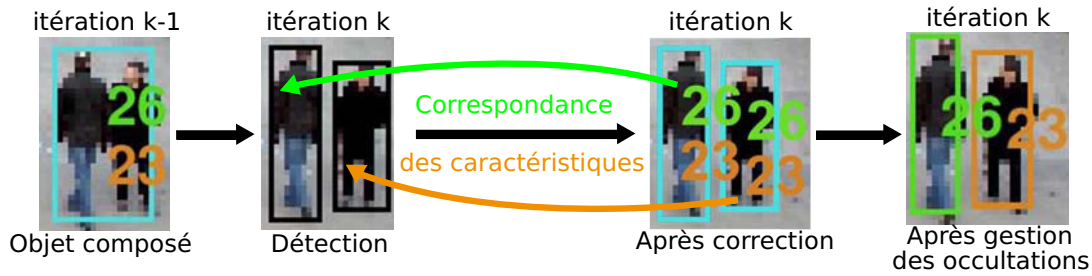 itération k-1
26
23
Objet composé
itération k
Détection
Correspondance
des caractéristiques
itération k
26
26
23
23
Après correction
itération k
26
23
Après gestion
des occultations